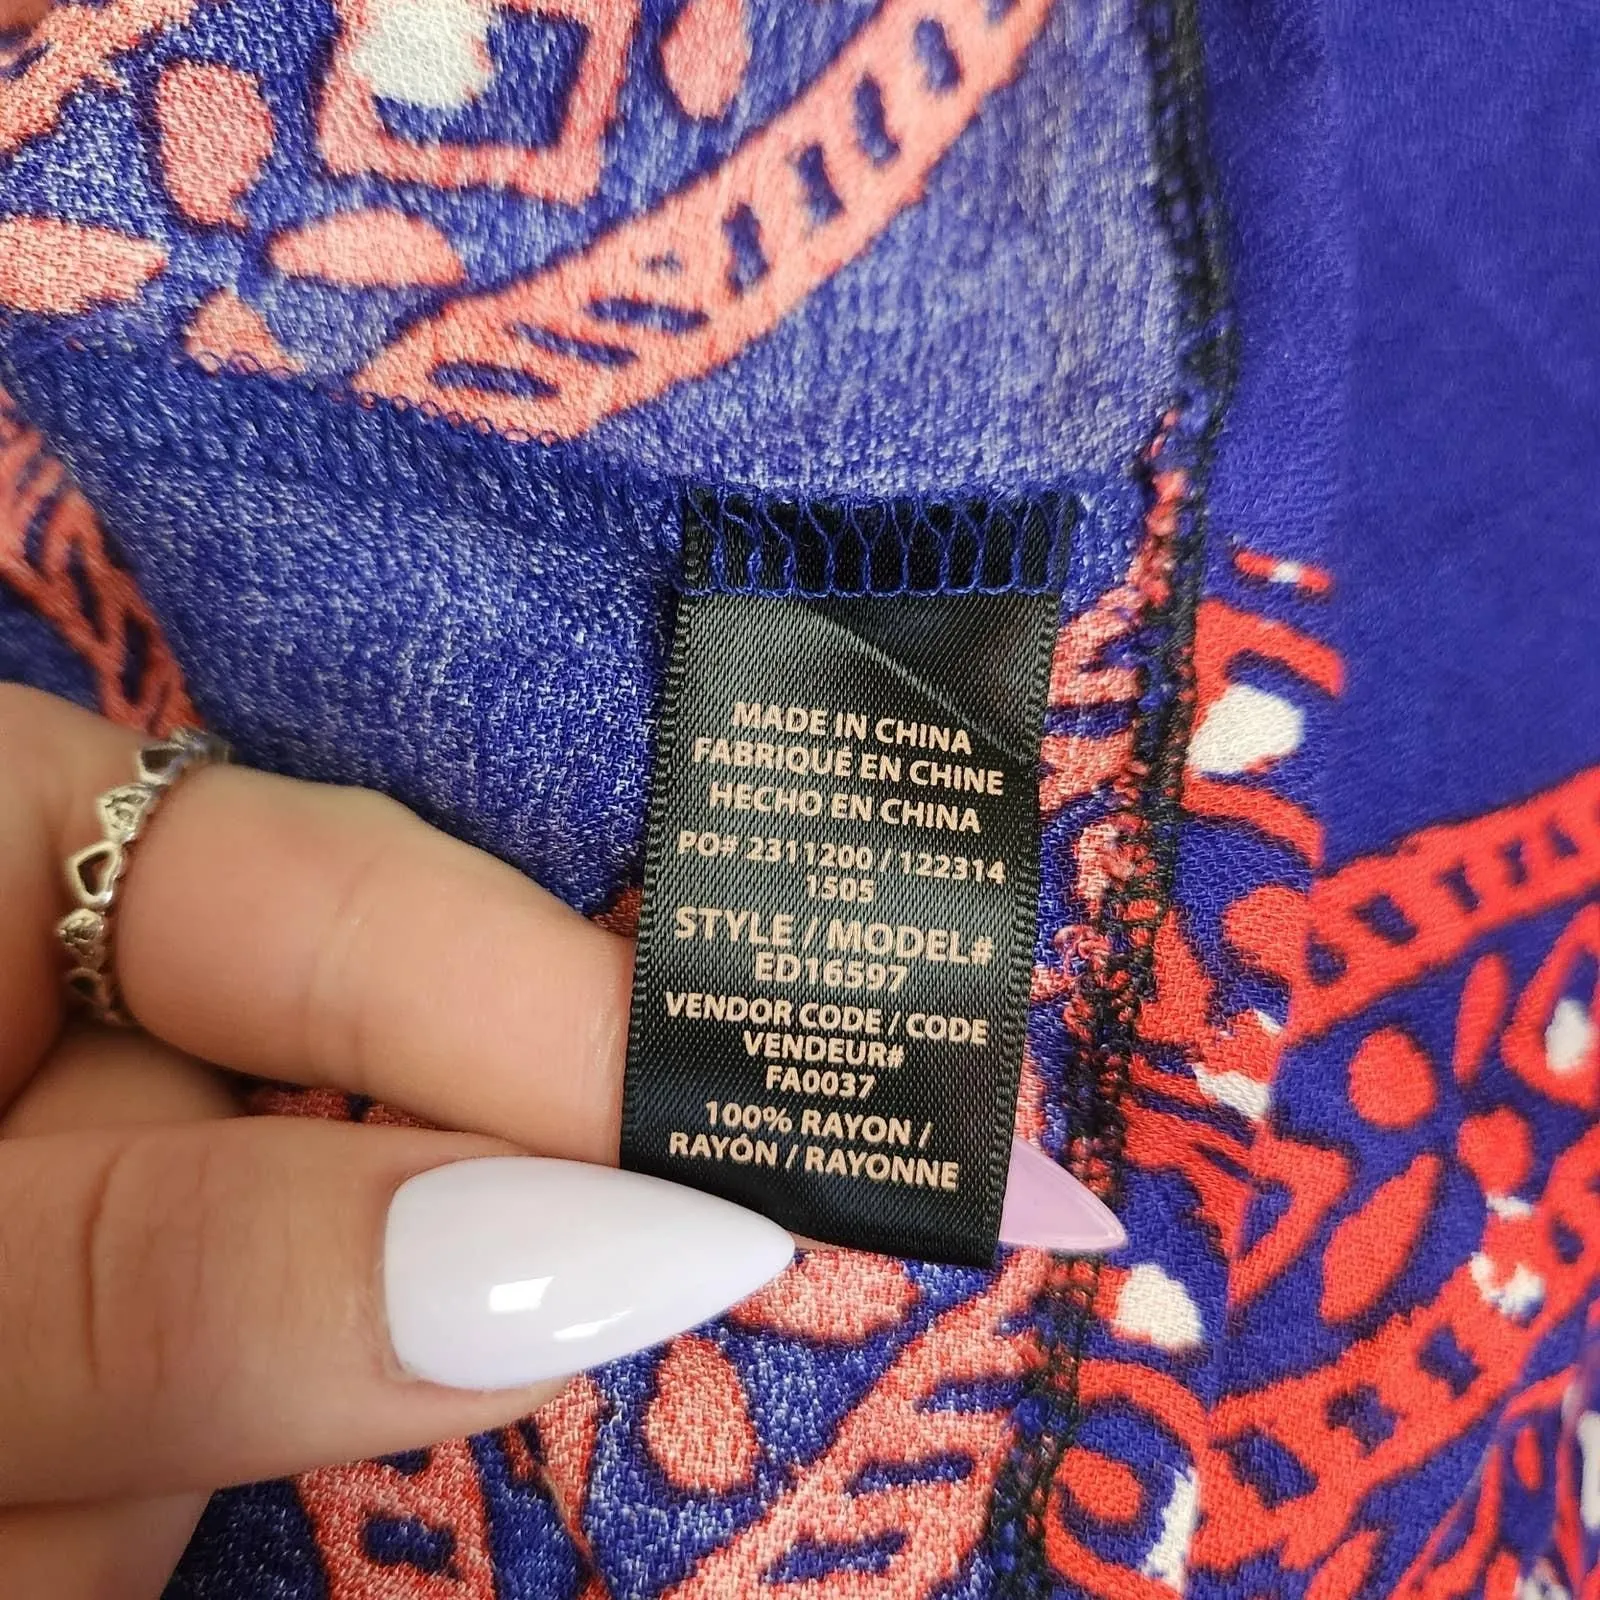 MADE IN CHINA
FABRIQUÉ EN CHINE
HECHO EN CHINA
PO# 2311200 / 122314
1505
STYLE / MODEL#
ED16597
VENDOR CODE / CODE
VENDEUR#
FA0037
100% RAYON /
RAYÓN / RAYONNE